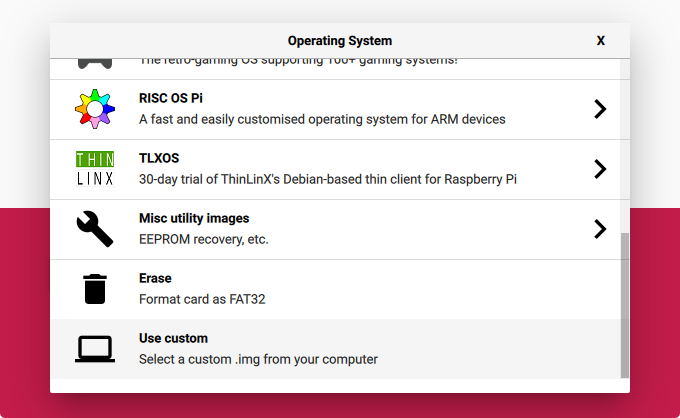 Operating System X
The retro-gaming OS supporting 100+ gaming systems!
RISC OS Pi
A fast and easily customised operating system for ARM devices
THIN
LINX
TLXOS
30-day trial of ThinLinX's Debian-based thin client for Raspberry Pi
Misc utility images
EEPROM recovery, etc.
Erase
Format card as FAT32
Use custom
Select a custom .img from your computer